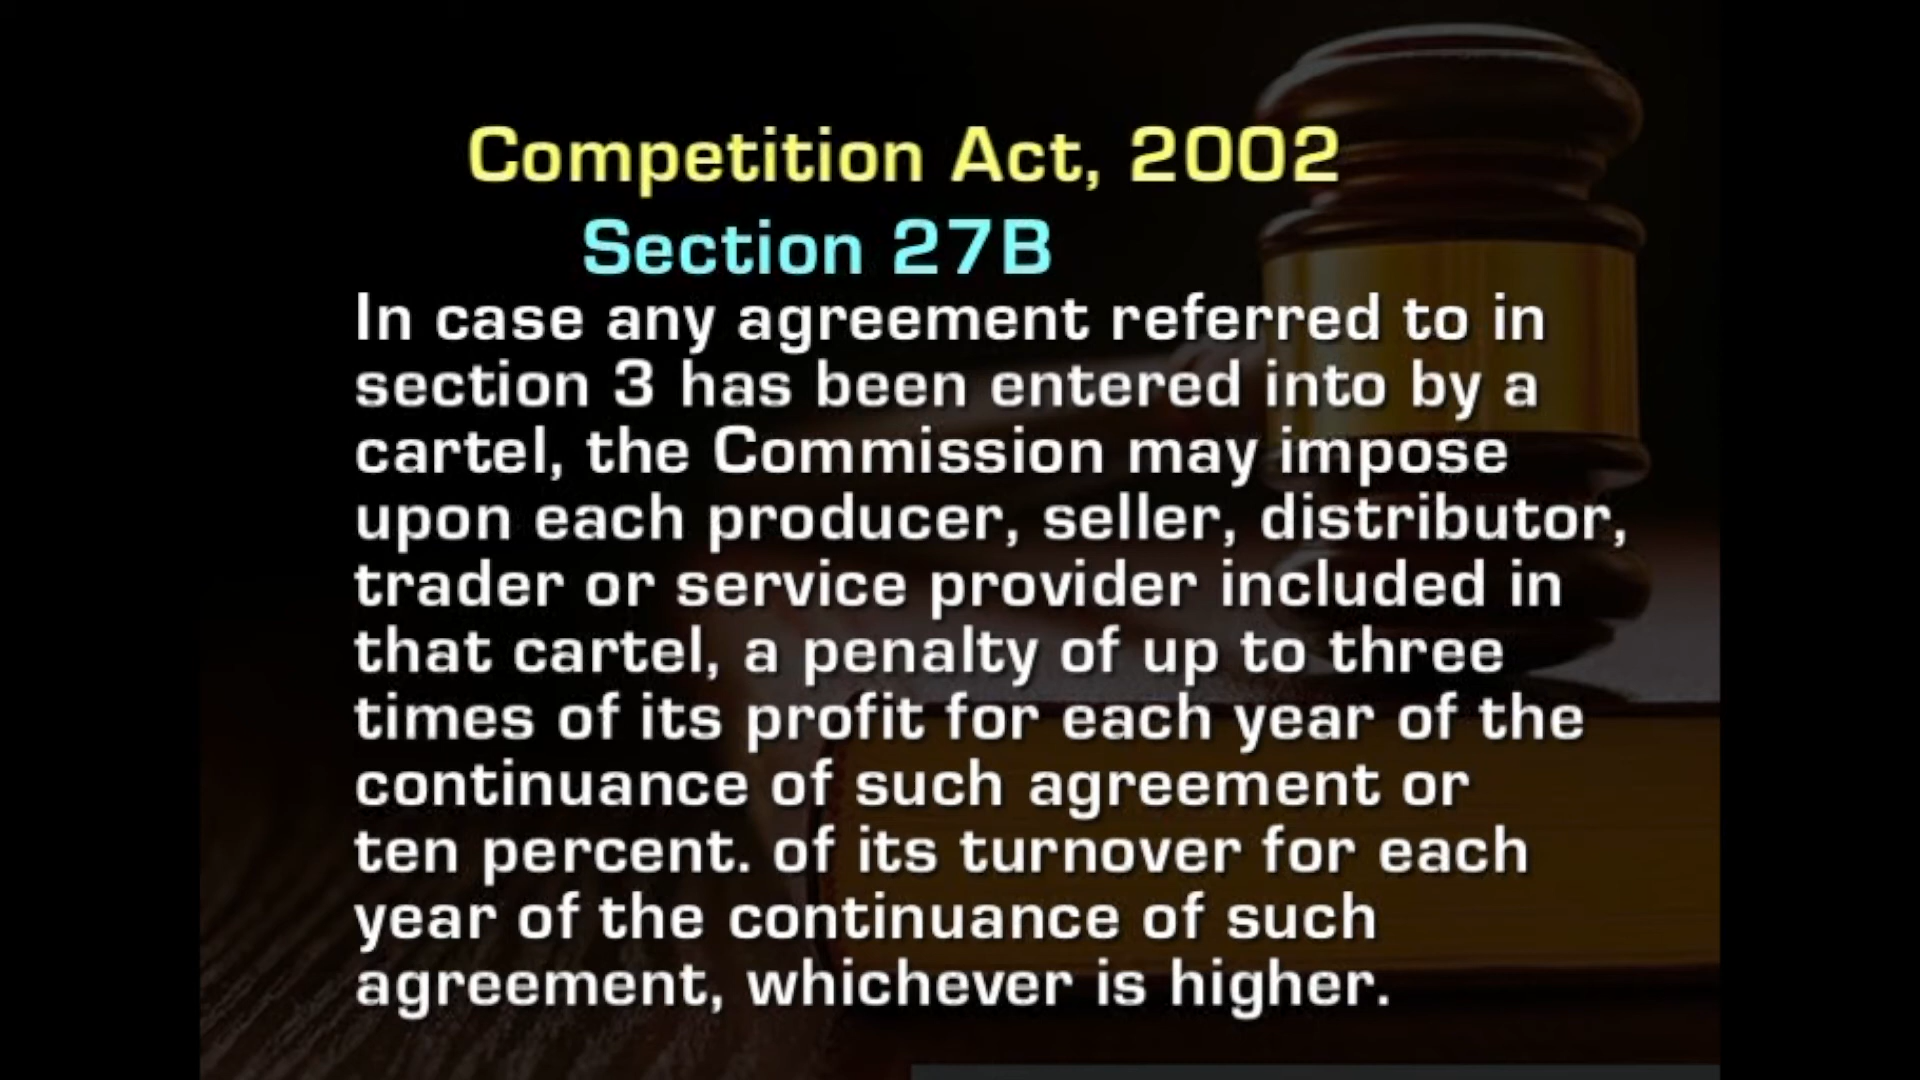 Competition Act, 2002
Section 27B
In case any agreement referred to in
section 3 has been entered into by a
cartel, the Commission may impose
upon each producer, seller, distributor,
trader or service provider included in
that cartel, a penalty of up to three
times of its profit for each year of the
continuance of such agreement or
ten percent. of its turnover for each
year of the continuance of such
agreement, whichever is higher.